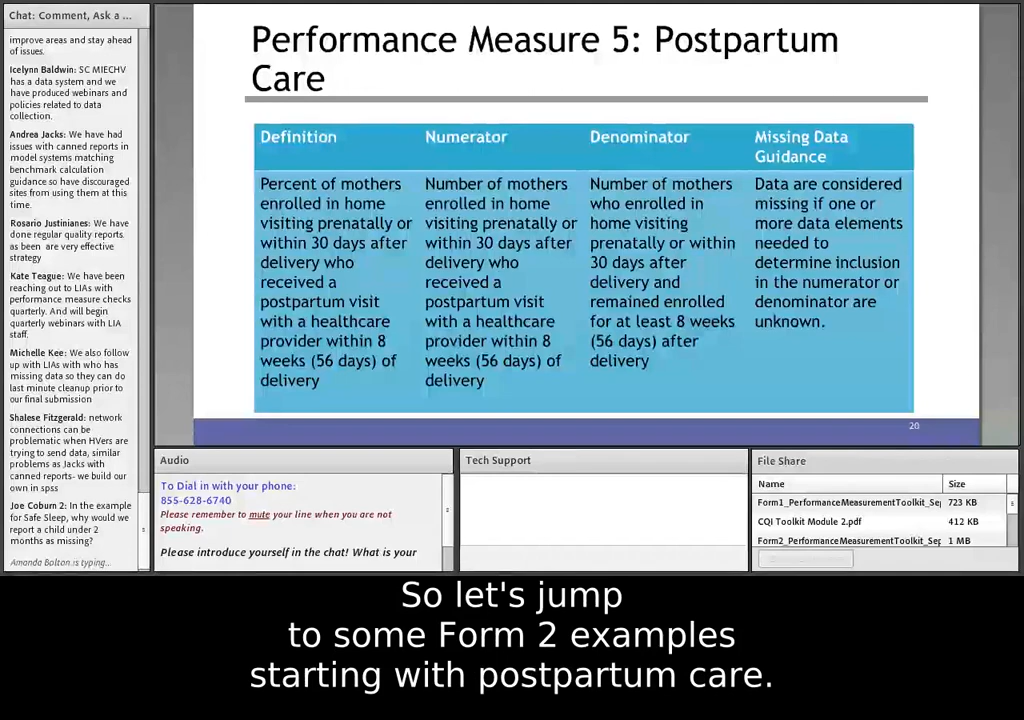 Chat: Comment, Ask a ...
improve areas and stay ahead
of issues.
Icelynn Baldwin: SC MIECHV
has a data system and we
have produced webinars and
policies related to data
collection.
Andrea Jacks: We have had
issues with canned reports in
model systems matching
benchmark calculation
guidance so have discouraged
sites from using them at this
time.
Rosario Justinianes: We have
done regular quality reports.
as been  are very effective
strategy
Kate Teague: We have been
reaching out to LIAs with
performance measure checks
quarterly. And will begin
quarterly webinars with LIA
staff.
Michelle Kee: We also follow
up with LIAs with who has
missing data so they can do
last minute cleanup prior to
our final submission
Shalese Fitzgerald: network
connections can be
problematic when HVers are
trying to send data, similar
problems as Jacks with
canned reports- we build our
own in spss
Joe Coburn 2: In the example
for Safe Sleep, why would we
report a child under 2
months as missing?
Amanda Bolton is typing...
Performance Measure 5: Postpartum
Care
Definition
Percent of mothers
enrolled in home
visiting prenatally or
within 30 days after
delivery who
received a
postpartum visit
with a healthcare
provider within 8
weeks (56 days) of
delivery
Numerator
Number of mothers
enrolled in home
visiting prenatally or
within 30 days after
delivery who
received a
postpartum visit
with a healthcare
provider within 8
weeks (56 days) of
delivery
Denominator
Number of mothers
who enrolled in
home visiting
prenatally or within
30 days after
delivery and
remained enrolled
for at least 8 weeks
(56 days) after
delivery
Missing Data
Guidance
Data are considered
missing if one or
more data elements
needed to
determine inclusion
in the numerator or
denominator are
unknown.
20
Audio
To Dial in with your phone:
855-628-6740
Please remember to mute your line when you are not
speaking.
Please introduce yourself in the chat! What is your
Tech Support
File Share
Name Size
Form1_PerformanceMeasurementToolkit_Sep 723 KB
CQI Toolkit Module 2.pdf 412 KB
Form2_PerformanceMeasurementToolkit_Sep 1 MB
So let's jump
to some Form 2 examples
starting with postpartum care.